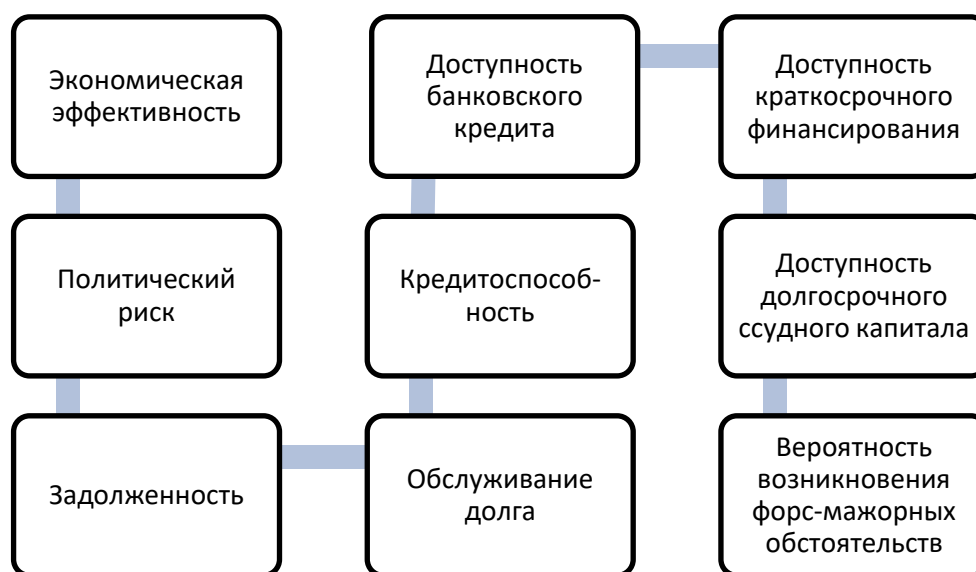 Экономическая
эффективность
Политический
риск
Задолженность
Обслуживание
долга
Кредитоспособ-
ность
Доступность
банковского
кредита
Доступность
краткосрочного
финансирования
Доступность
долгосрочного
ссудного капитала
Вероятность
возникновения
форс-мажорных
обстоятельств